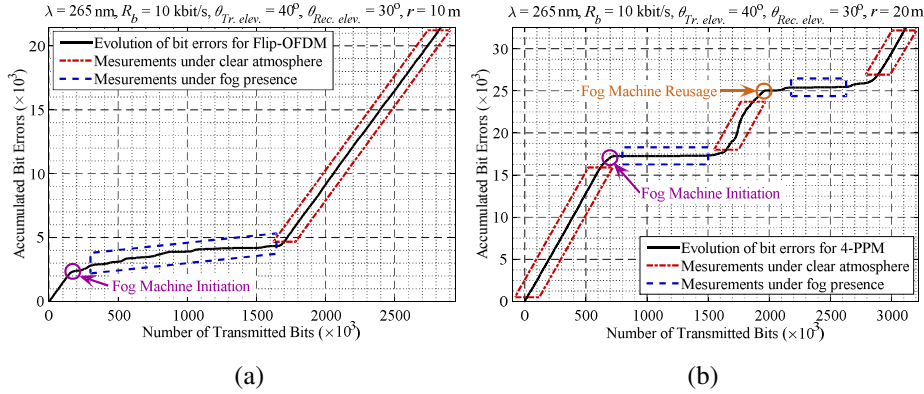 λ = 265 nm, R_b = 10 kbit/s, θ_Tr. elev. = 40°, θ_Rec. elev. = 30°, r = 10 m
Accumulated Bit Errors (×10³)
20
15
10
5
0
Evolution of bit errors for Flip-OFDM
Mesurements under clear atmosphere
Mesurements under fog presence
Fog Machine Initiation
0 500 1000 1500 2000 2500
Number of Transmitted Bits (×10³)
(a)
λ = 265 nm, R_b = 10 kbit/s, θ_Tr. elev. = 40°, θ_Rec. elev. = 30°, r = 20 m
Accumulated Bit Errors (×10³)
30
25
20
15
10
5
0
Fog Machine Reusage
Fog Machine Initiation
Evolution of bit errors for 4-PPM
Mesurements under clear atmosphere
Mesurements under fog presence
0 500 1000 1500 2000 2500 3000
Number of Transmitted Bits (×10³)
(b)